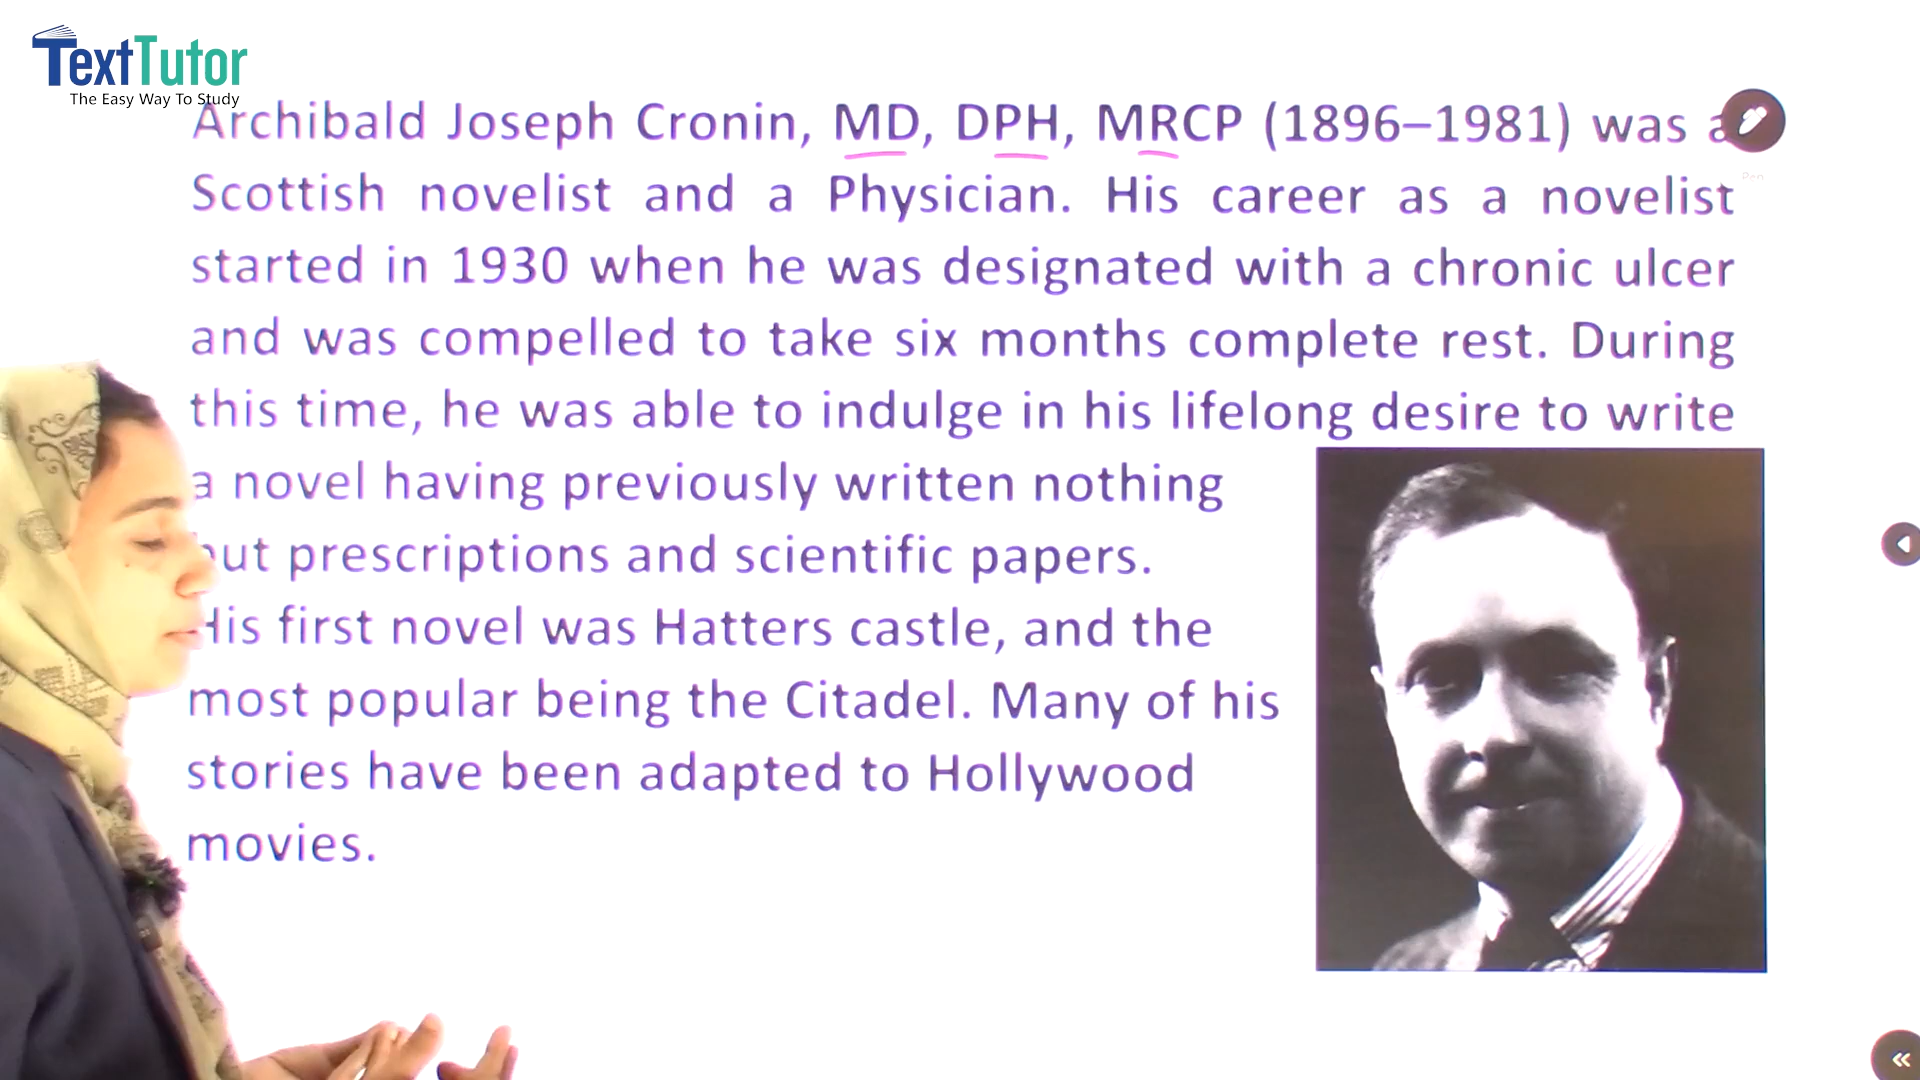 TextTutor
The Easy Way To Study
Archibald Joseph Cronin, MD, DPH, MRCP (1896–1981) was a
Scottish novelist and a Physician. His career as a novelist
started in 1930 when he was designated with a chronic ulcer
and was compelled to take six months complete rest. During
this time, he was able to indulge in his lifelong desire to write
a novel having previously written nothing
but prescriptions and scientific papers.
His first novel was Hatters castle, and the
most popular being the Citadel. Many of his
stories have been adapted to Hollywood
movies.
Pen